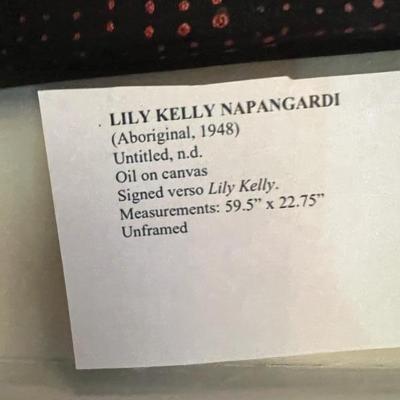 LILY KELLY NAPANGARDI
(Aboriginal, 1948)
Untitled, n.d.
Oil on canvas
Signed verso Lily Kelly.
Measurements: 59.5” x 22.75”
Unframed